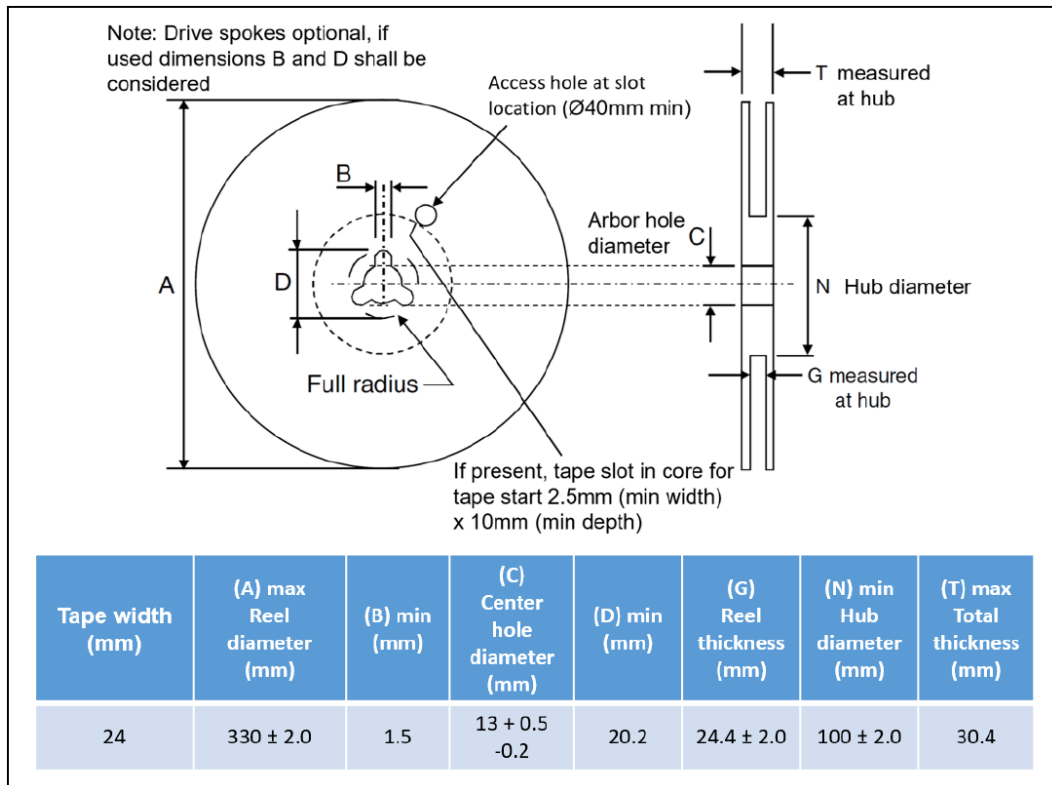 Note: Drive spokes optional, if
used dimensions B and D shall be
considered
Access hole at slot
location (Ø40mm min)
T measured
at hub
B
Arbor hole
diameter
C
A
D
N Hub diameter
Full radius
G measured
at hub
If present, tape slot in core for
tape start 2.5mm (min width)
x 10mm (min depth)
Tape width
(mm)
(A) max
Reel
diameter
(mm)
(B) min
(mm)
(C)
Center
hole
diameter
(mm)
(D) min
(mm)
(G)
Reel
thickness
(mm)
(N) min
Hub
diameter
(mm)
(T) max
Total
thickness
(mm)
24
330 ± 2.0
1.5
13 + 0.5
-0.2
20.2
24.4 ± 2.0
100 ± 2.0
30.4